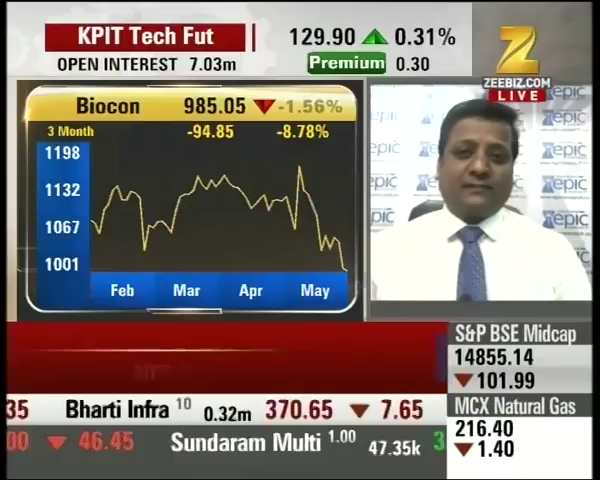 KPIT Tech Fut
129.90 0.31%
OPEN INTEREST 7.03m
Premium 0.30
Z
ZEEBIZ.COM
LIVE
Biocon 985.05 -1.56%
3 Month -94.85 -8.78%
1198
1132
1067
1001
Feb Mar Apr May
epic
epic
epic
epic
S&P BSE Midcap
14855.14
101.99
MCX Natural Gas
216.40
1.40
35 Bharti Infra 10 0.32m 370.65 7.65
00 46.45 Sundaram Multi 1.00 47.35k 3